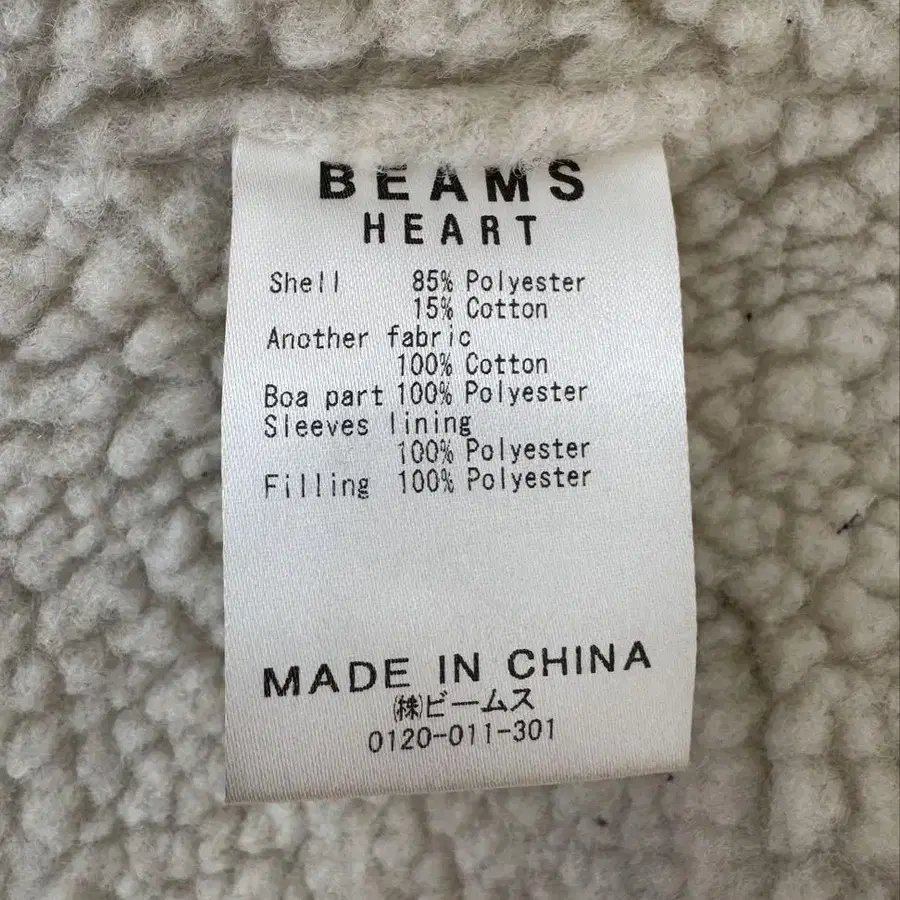 BEAMS
HEART
Shell 85% Polyester
15% Cotton
Another fabric
100% Cotton
Boa part 100% Polyester
Sleeves lining
100% Polyester
Filling 100% Polyester
MADE IN CHINA
㈱ビームス
0120-011-301